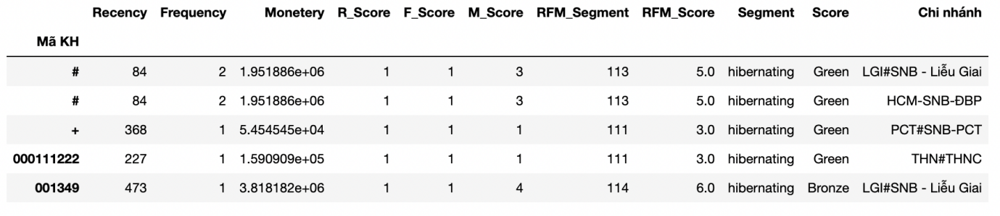 Recency Frequency Monetery R_Score F_Score M_Score RFM_Segment RFM_Score Segment Score Chi nhánh
Mã KH
# 84 2 1.951886e+06 1 1 3 113 5.0 hibernating Green LGI#SNB - Liễu Giai
# 84 2 1.951886e+06 1 1 3 113 5.0 hibernating Green HCM-SNB-ĐBP
+ 368 1 5.454545e+04 1 1 1 111 3.0 hibernating Green PCT#SNB-PCT
000111222 227 1 1.590909e+05 1 1 1 111 3.0 hibernating Green THN#THNC
001349 473 1 3.818182e+06 1 1 4 114 6.0 hibernating Bronze LGI#SNB - Liễu Giai